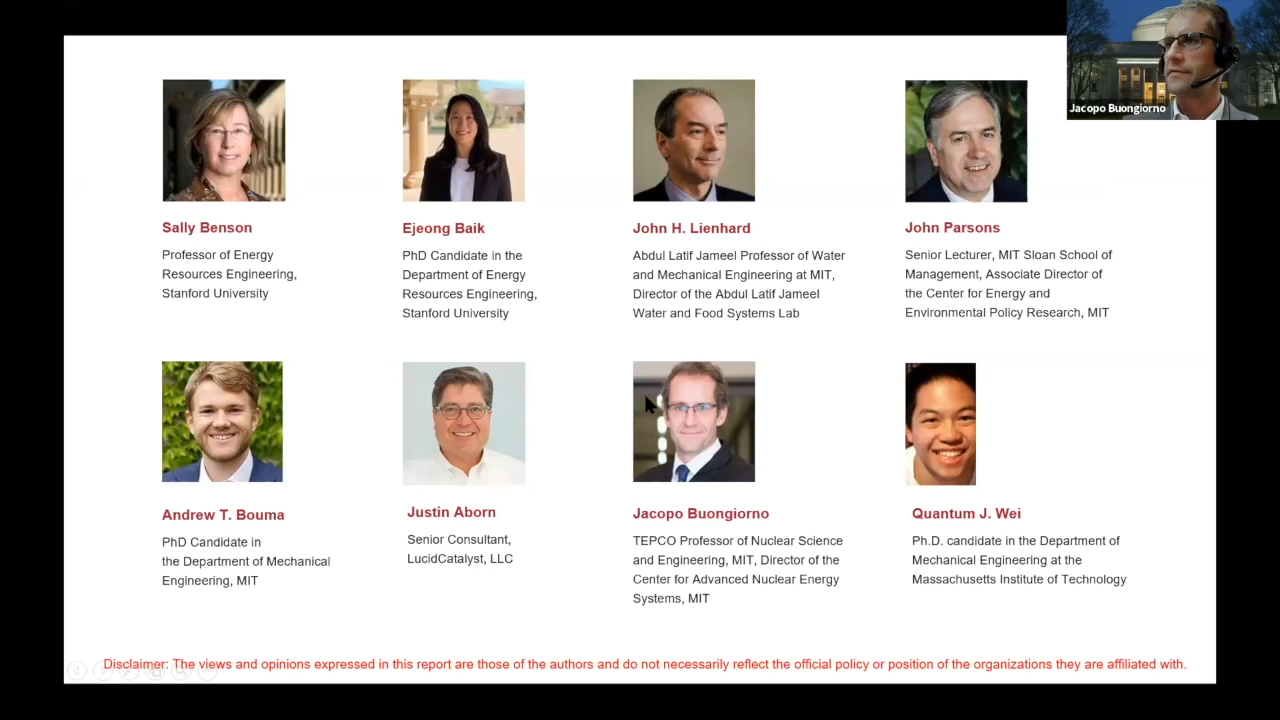 Jacopo Buongiorno
Sally Benson
Professor of Energy
Resources Engineering,
Stanford University
Ejeong Baik
PhD Candidate in the
Department of Energy
Resources Engineering,
Stanford University
John H. Lienhard
Abdul Latif Jameel Professor of Water
and Mechanical Engineering at MIT,
Director of the Abdul Latif Jameel
Water and Food Systems Lab
John Parsons
Senior Lecturer, MIT Sloan School of
Management, Associate Director of
the Center for Energy and
Environmental Policy Research, MIT
Andrew T. Bouma
PhD Candidate in
the Department of Mechanical
Engineering, MIT
Justin Aborn
Senior Consultant,
LucidCatalyst, LLC
Jacopo Buongiorno
TEPCO Professor of Nuclear Science
and Engineering, MIT, Director of the
Center for Advanced Nuclear Energy
Systems, MIT
Quantum J. Wei
Ph.D. candidate in the Department of
Mechanical Engineering at the
Massachusetts Institute of Technology
Disclaimer: The views and opinions expressed in this report are those of the authors and do not necessarily reflect the official policy or position of the organizations they are affiliated with.